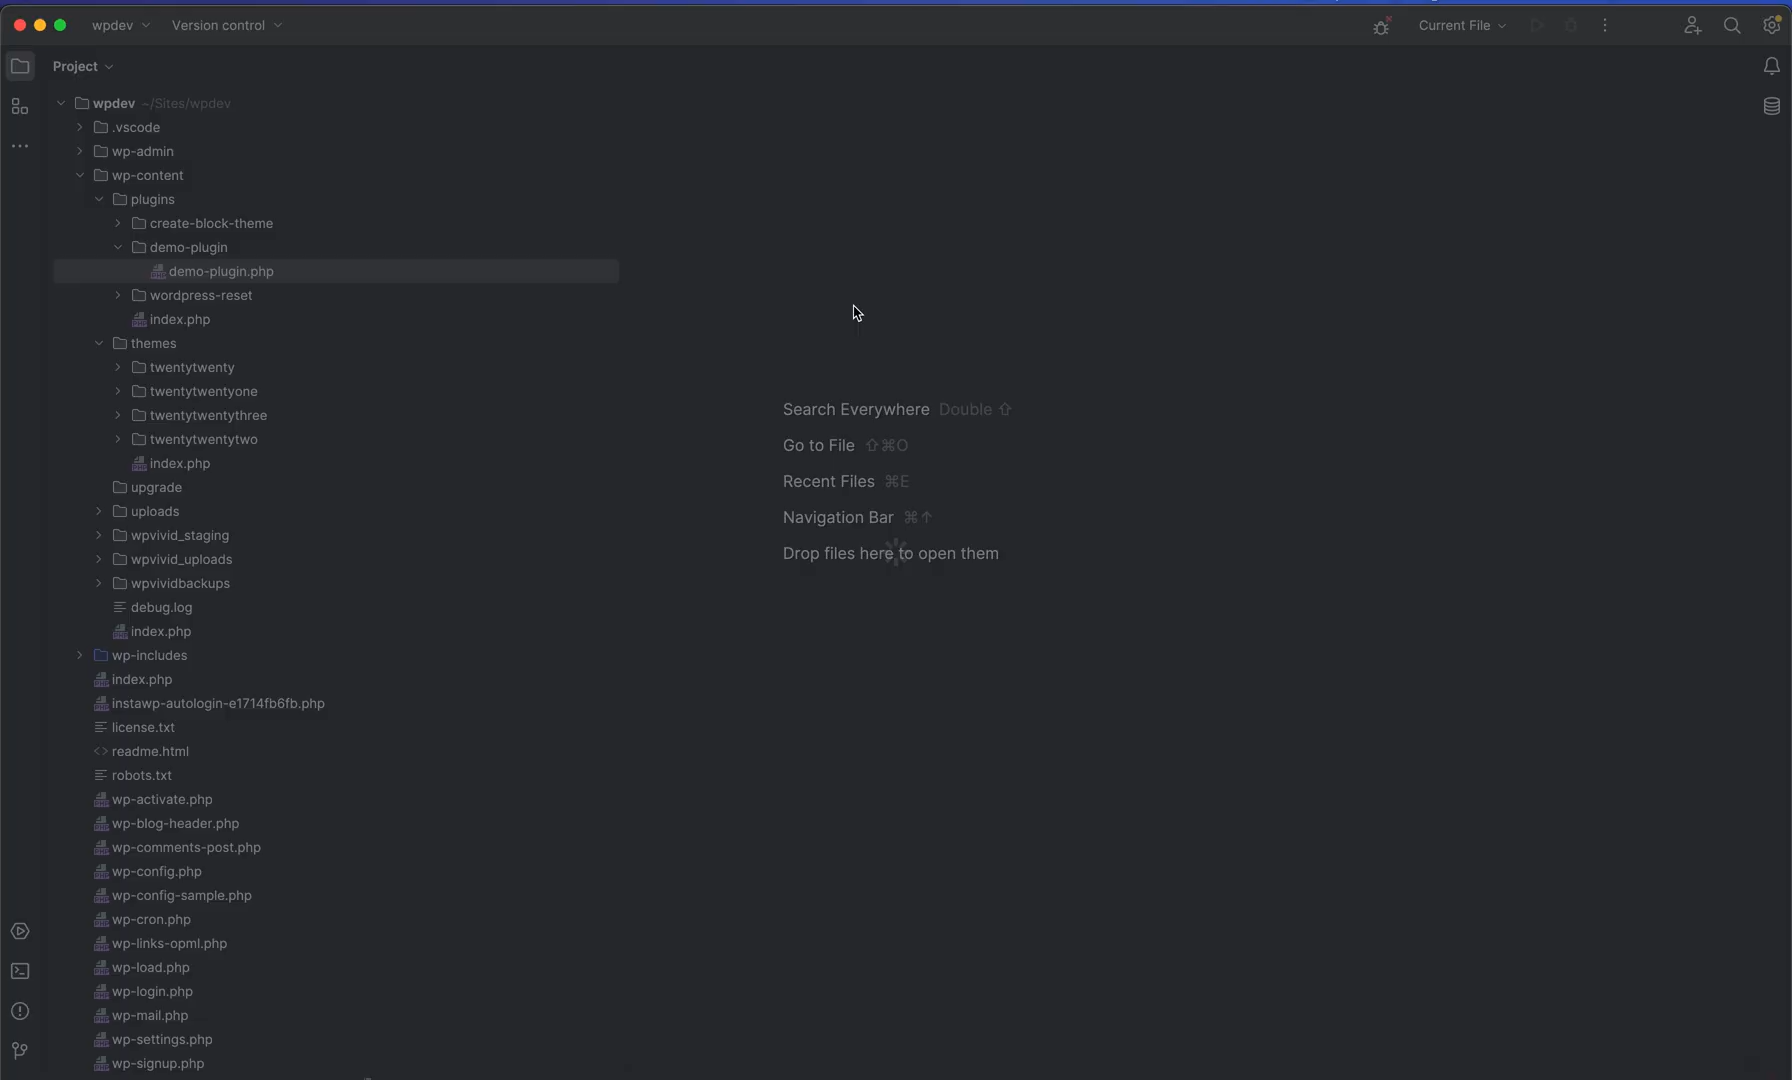 wpdev
Version control
Current File
Project
wpdev ~/Sites/wpdev
.vscode
wp-admin
wp-content
plugins
create-block-theme
demo-plugin
demo-plugin.php
wordpress-reset
index.php
themes
twentytwenty
twentytwentyone
twentytwentythree
twentytwentytwo
index.php
upgrade
uploads
wpvivid_staging
wpvivid_uploads
wpvividbackups
debug.log
index.php
wp-includes
index.php
instawp-autologin-e1714fb6fb.php
license.txt
readme.html
robots.txt
wp-activate.php
wp-blog-header.php
wp-comments-post.php
wp-config.php
wp-config-sample.php
wp-cron.php
wp-links-opml.php
wp-load.php
wp-login.php
wp-mail.php
wp-settings.php
wp-signup.php
Search Everywhere Double ⇧
Go to File ⇧⌘O
Recent Files ⌘E
Navigation Bar ⌘↑
Drop files here to open them